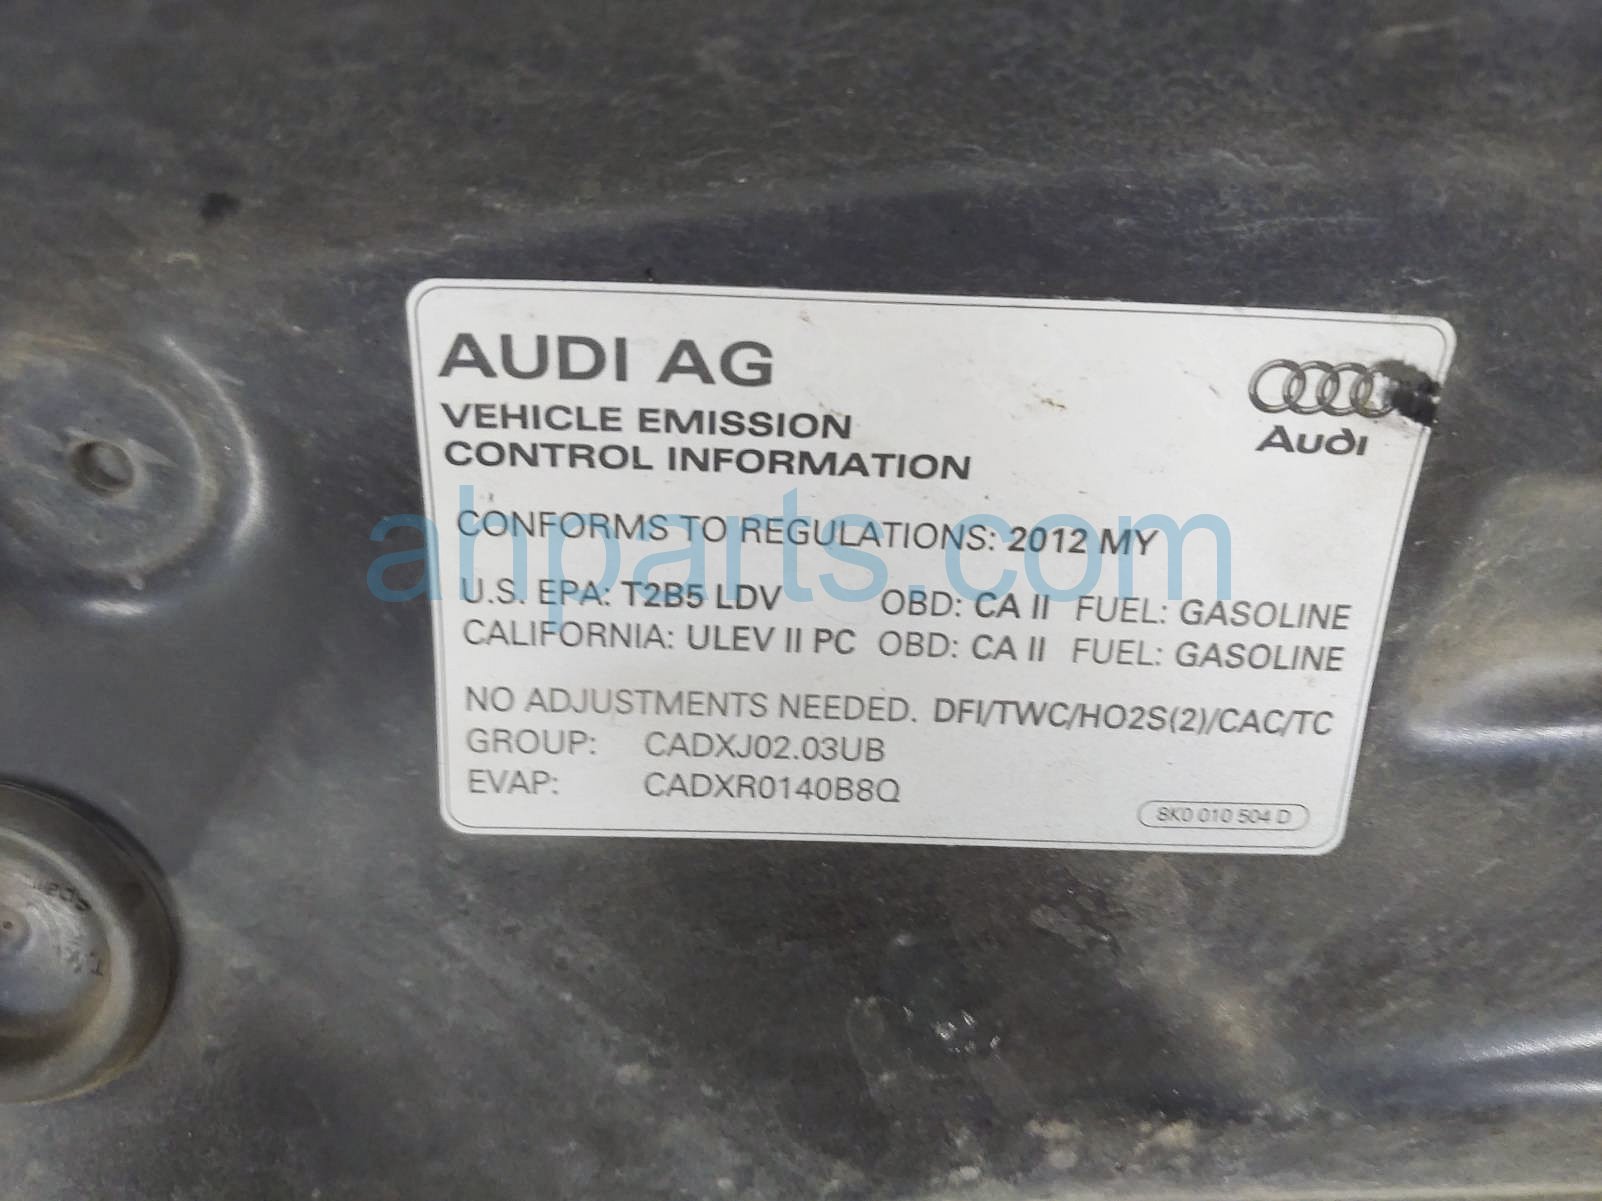 AUDI AG
VEHICLE EMISSION
CONTROL INFORMATION
Audi
CONFORMS TO REGULATIONS: 2012 MY
U.S. EPA: T2B5 LDV OBD: CA II FUEL: GASOLINE
CALIFORNIA: ULEV II PC OBD: CA II FUEL: GASOLINE
NO ADJUSTMENTS NEEDED. DFI/TWC/HO2S(2)/CAC/TC
GROUP: CADXJ02.03UB
EVAP: CADXR0140B8Q
8K0 010 504 D
ahparts.com